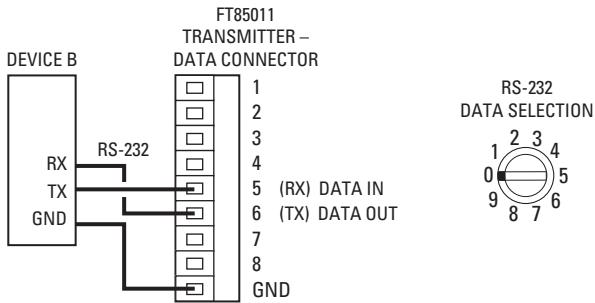 FT85011
TRANSMITTER –
DATA CONNECTOR
DEVICE B
RS-232
RX
TX
GND
1
2
3
4
5 (RX) DATA IN
6 (TX) DATA OUT
7
8
GND
RS-232
DATA SELECTION
0
1
2
3
4
5
6
7
8
9